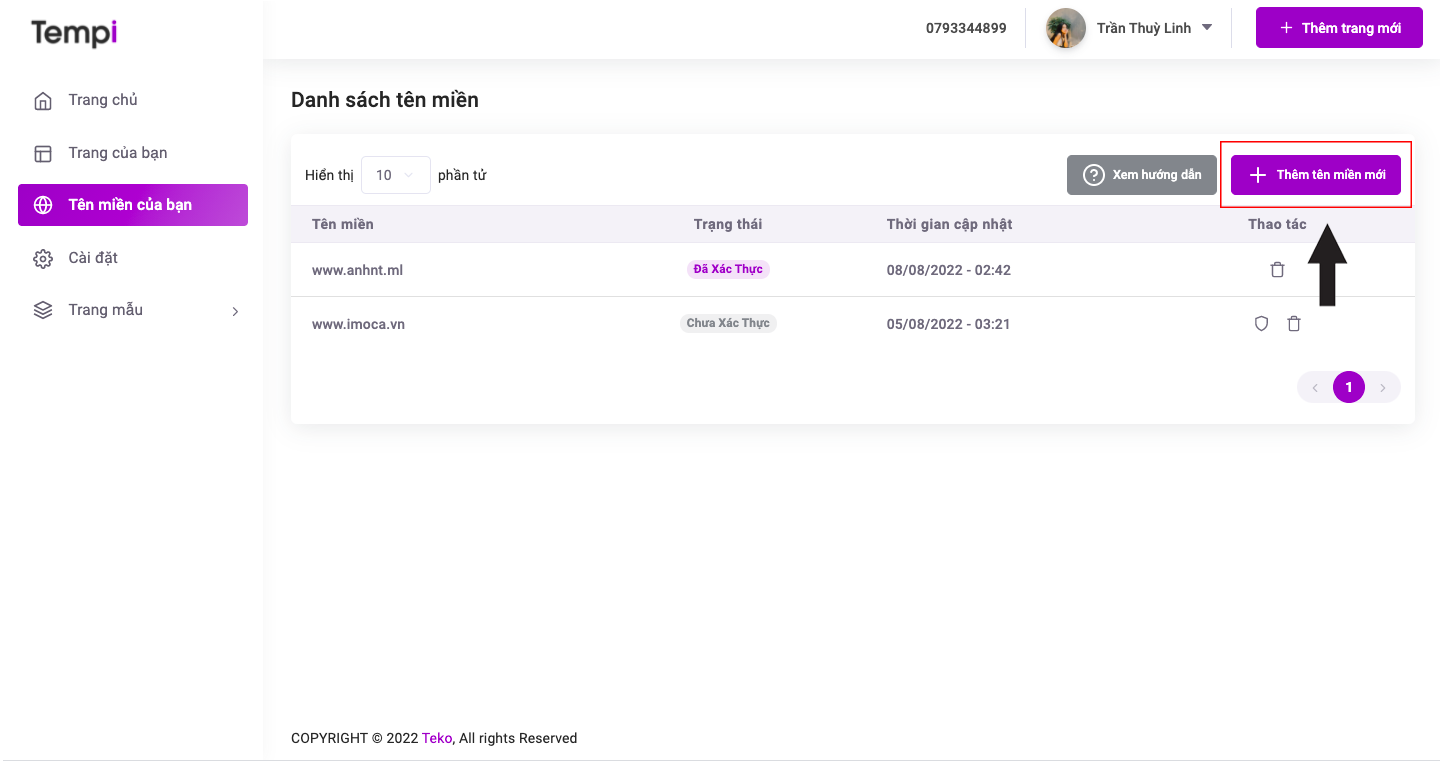 Tempi
0793344899
Trần Thuỳ Linh
Thêm trang mới
Trang chủ
Trang của bạn
Tên miền của bạn
Cài đặt
Trang mẫu
Danh sách tên miền
Hiển thị 10 phần tử
Xem hướng dẫn
Thêm tên miền mới
Tên miền Trạng thái Thời gian cập nhật Thao tác
www.anhnt.ml Đã Xác Thực 08/08/2022 - 02:42
www.imoca.vn Chưa Xác Thực 05/08/2022 - 03:21
1
COPYRIGHT © 2022 Teko, All rights Reserved